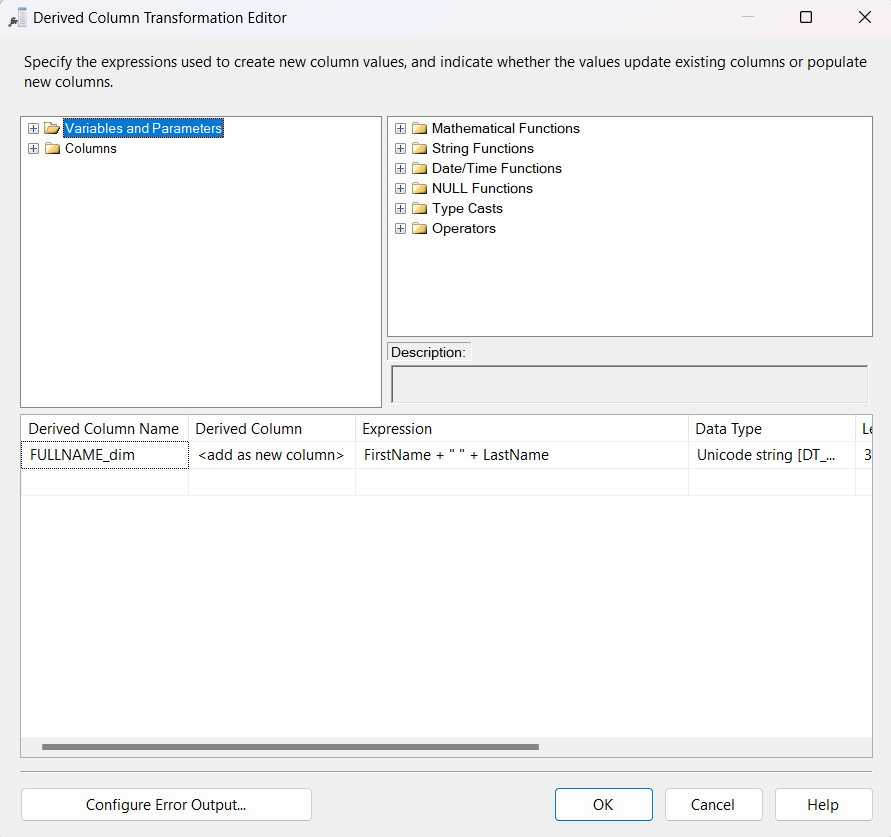 Derived Column Transformation Editor
Specify the expressions used to create new column values, and indicate whether the values update existing columns or populate
new columns.
Variables and Parameters
Columns
Mathematical Functions
String Functions
Date/Time Functions
NULL Functions
Type Casts
Operators
Description:
Derived Column Name Derived Column Expression Data Type Le
FULLNAME_dim <add as new column> FirstName + " " + LastName Unicode string [DT_... 3
Configure Error Output... OK Cancel Help